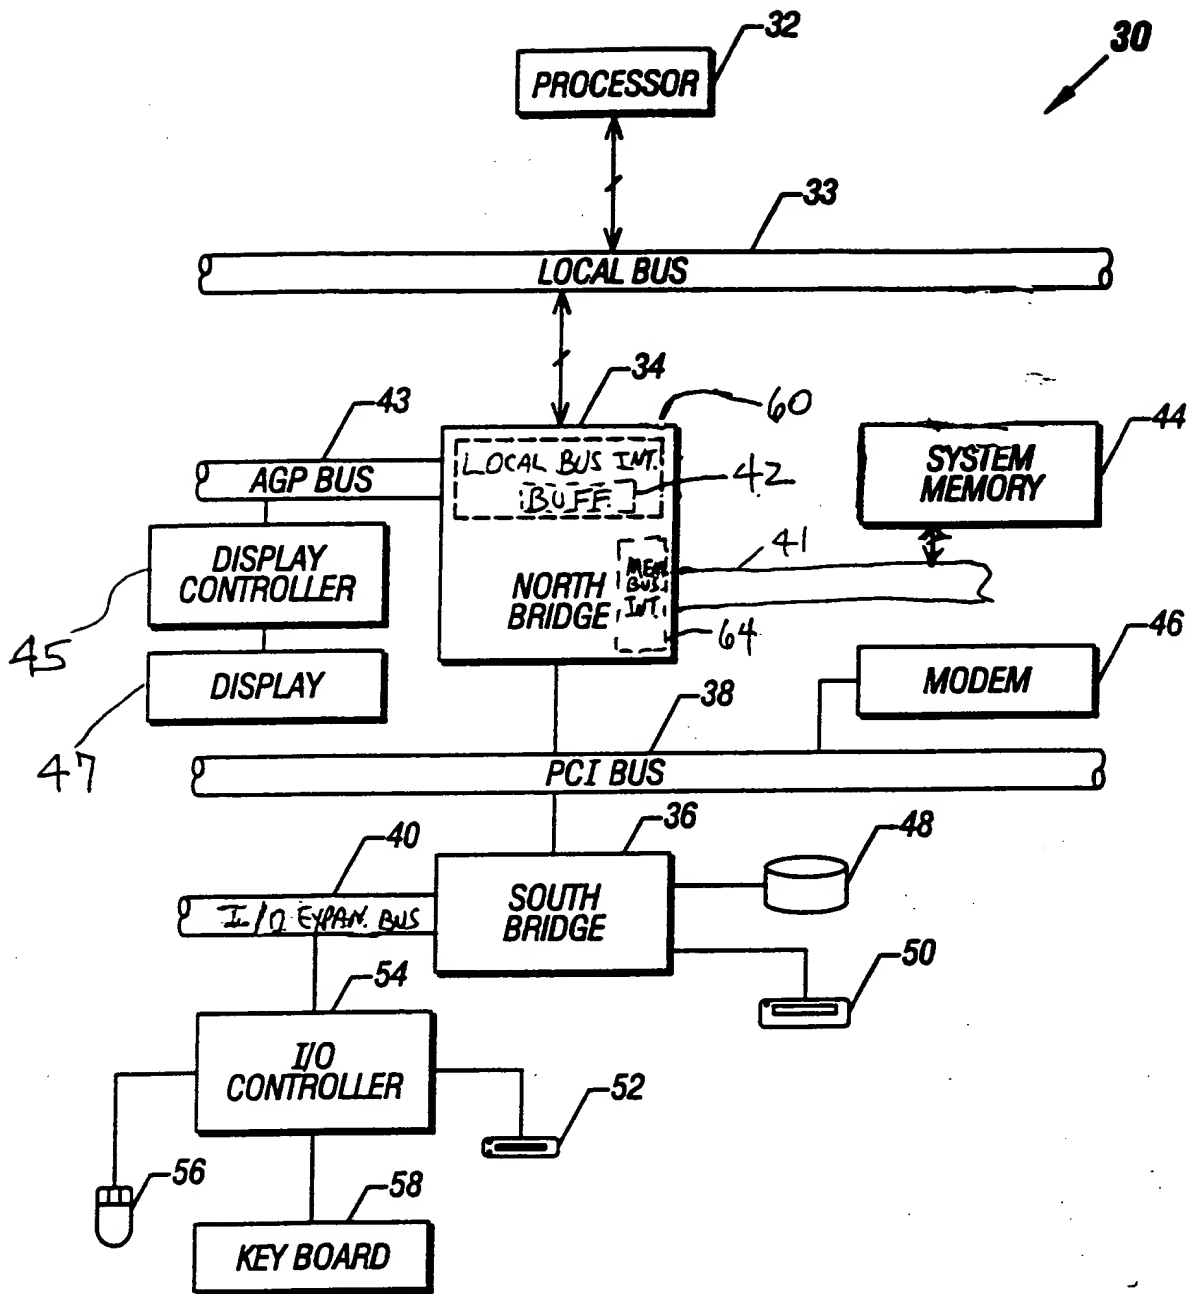 32
30
PROCESSOR
33
LOCAL BUS
34
60
43
44
AGP BUS
LOCAL BUS INT.
42
BUFF.
SYSTEM
MEMORY
41
DISPLAY
CONTROLLER
NORTH
BRIDGE
MEM
BUS
INT.
64
45
46
DISPLAY
MODEM
38
47
PCI BUS
36
40
48
I/O EXPAN. BUS
SOUTH
BRIDGE
54
50
I/O
CONTROLLER
52
56
58
KEY BOARD